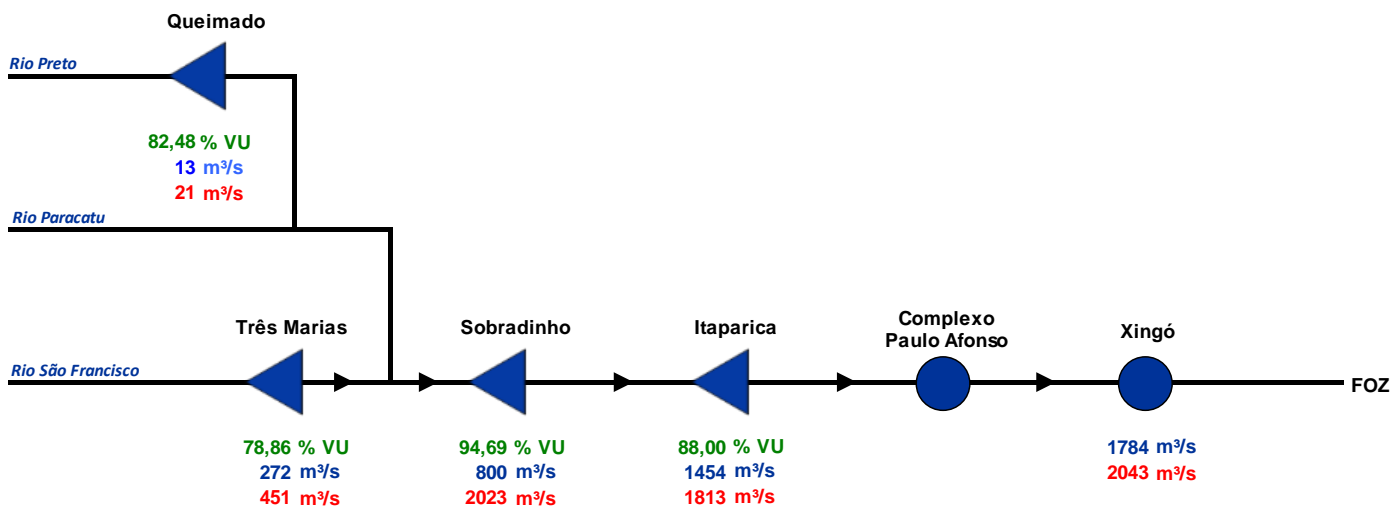 Queimado
Rio Preto
82,48 % VU
13 m³/s
21 m³/s
Rio Paracatu
Três Marias
Sobradinho
Itaparica
Complexo
Paulo Afonso
Xingó
Rio São Francisco
FOZ
78,86 % VU
272 m³/s
451 m³/s
94,69 % VU
800 m³/s
2023 m³/s
88,00 % VU
1454 m³/s
1813 m³/s
1784 m³/s
2043 m³/s